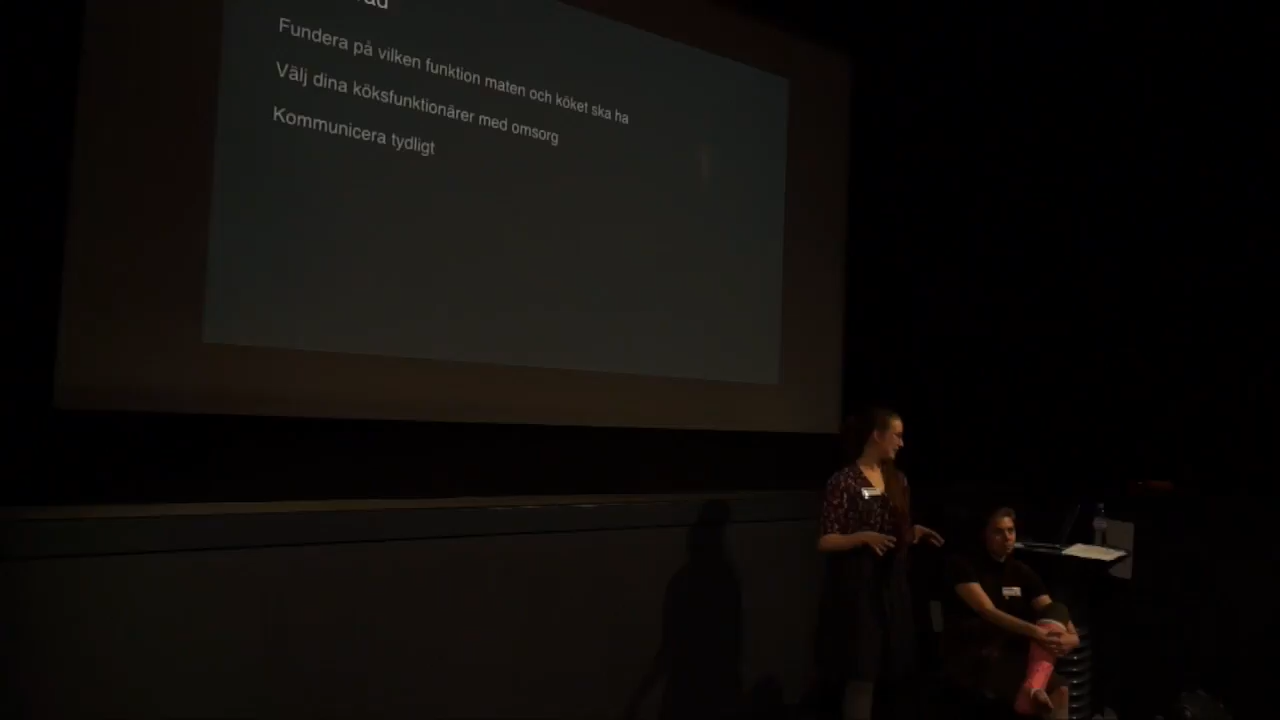 Fundera på vilken funktion maten och köket ska ha
Välj dina köksfunktionärer med omsorg
Kommunicera tydligt